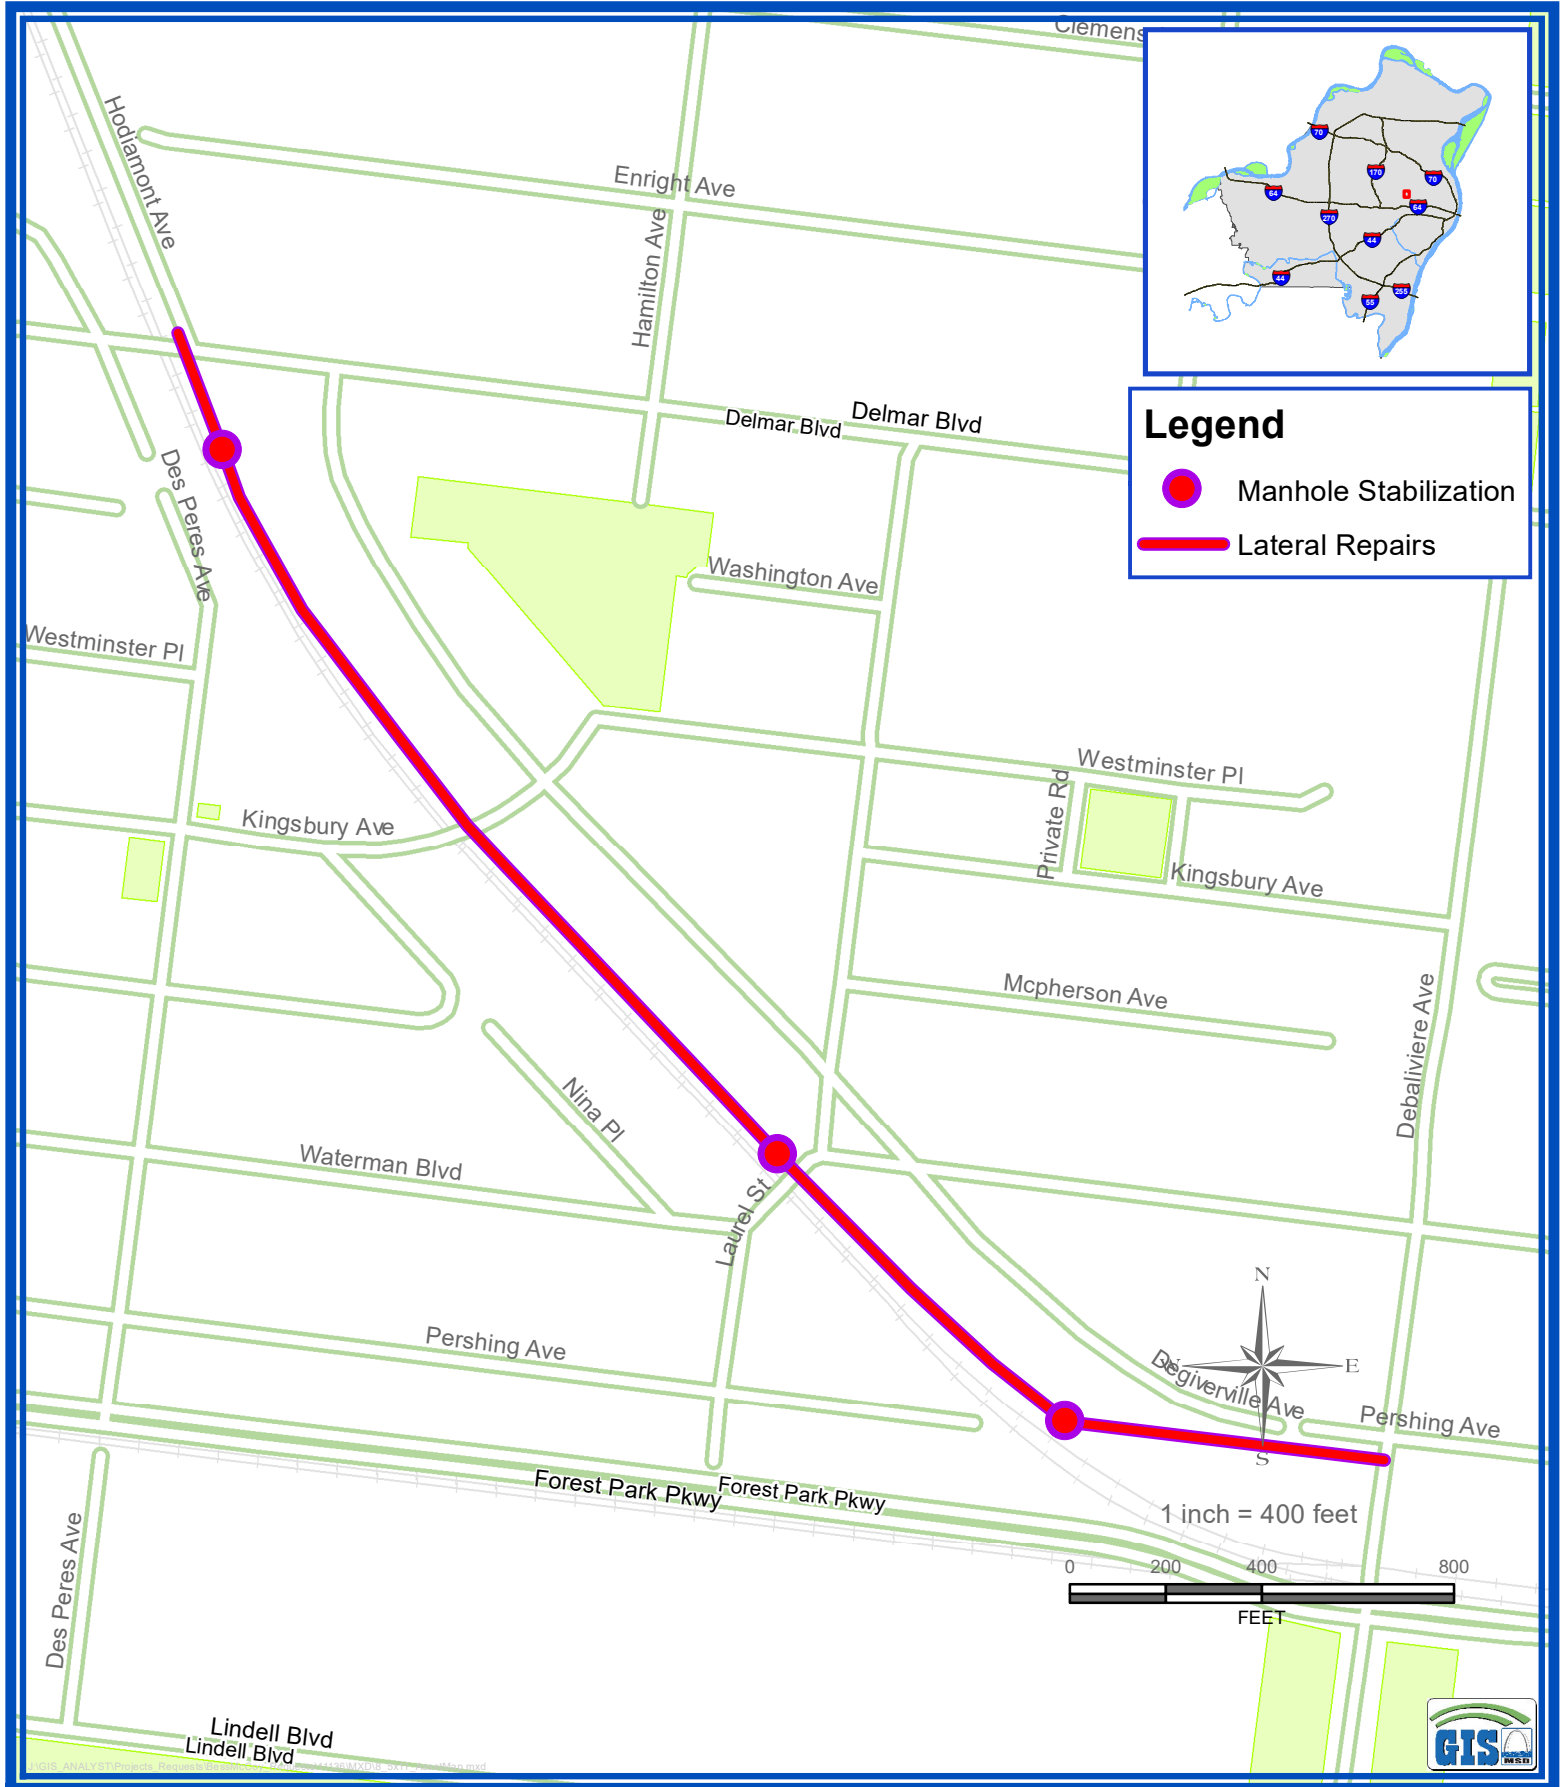 Clemens
Hodiamont Ave
Enright Ave
Hamilton Ave
70
170
70
64
64
270
44
44
255
55
Delmar Blvd
Delmar Blvd
Legend
Manhole Stabilization
Lateral Repairs
Des Peres Ave
Washington Ave
Westminster Pl
Westminster Pl
Private Rd
Kingsbury Ave
Kingsbury Ave
Mcpherson Ave
Debaliviere Ave
Nina Pl
Waterman Blvd
Laurel St
N
Pershing Ave
Degiverville Ave
E
Pershing Ave
S
Forest Park Pkwy
Forest Park Pkwy
1 inch = 400 feet
0 200 400 800
FEET
Des Peres Ave
Lindell Blvd
Lindell Blvd
GIS
MSD